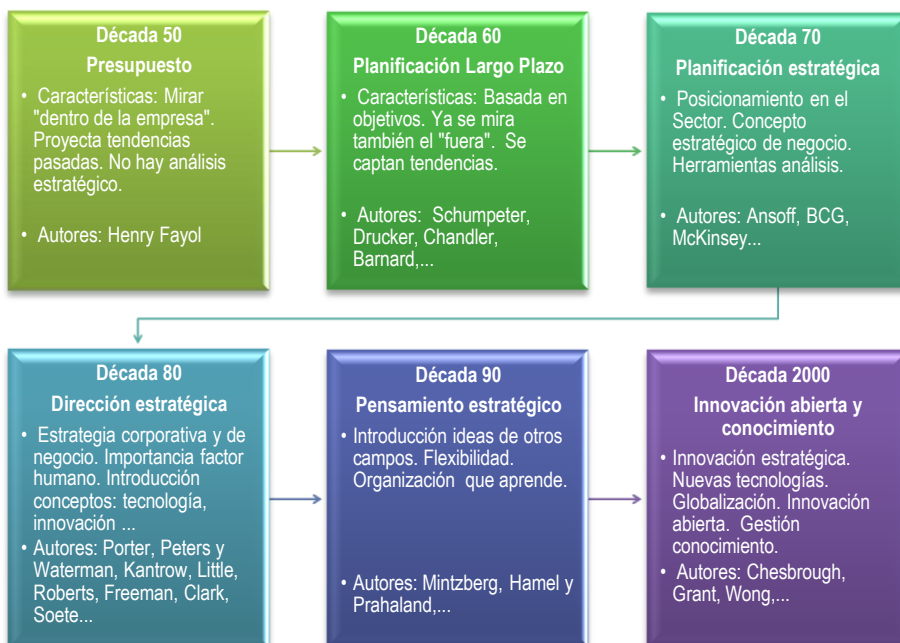 Década 50
Presupuesto
• Características: Mirar
"dentro de la empresa".
Proyecta tendencias
pasadas. No hay análisis
estratégico.
• Autores: Henry Fayol
Década 60
Planificación Largo Plazo
• Características: Basada en
objetivos. Ya se mira
también el "fuera". Se
captan tendencias.
• Autores: Schumpeter,
Drucker, Chandler,
Barnard,...
Década 70
Planificación estratégica
• Posicionamiento en el
Sector. Concepto
estratégico de negocio.
Herramientas análisis.
• Autores: Ansoff, BCG,
McKinsey...
Década 80
Dirección estratégica
• Estrategia corporativa y de
negocio. Importancia factor
humano. Introducción
conceptos: tecnología,
innovación ...
• Autores: Porter, Peters y
Waterman, Kantrow, Little,
Roberts, Freeman, Clark,
Soete...
Década 90
Pensamiento estratégico
• Introducción ideas de otros
campos. Flexibilidad.
Organización que aprende.
• Autores: Mintzberg, Hamel y
Prahaland,...
Década 2000
Innovación abierta y
conocimiento
• Innovación estratégica.
Nuevas tecnologías.
Globalización. Innovación
abierta. Gestión
conocimiento.
• Autores: Chesbrough,
Grant, Wong,...